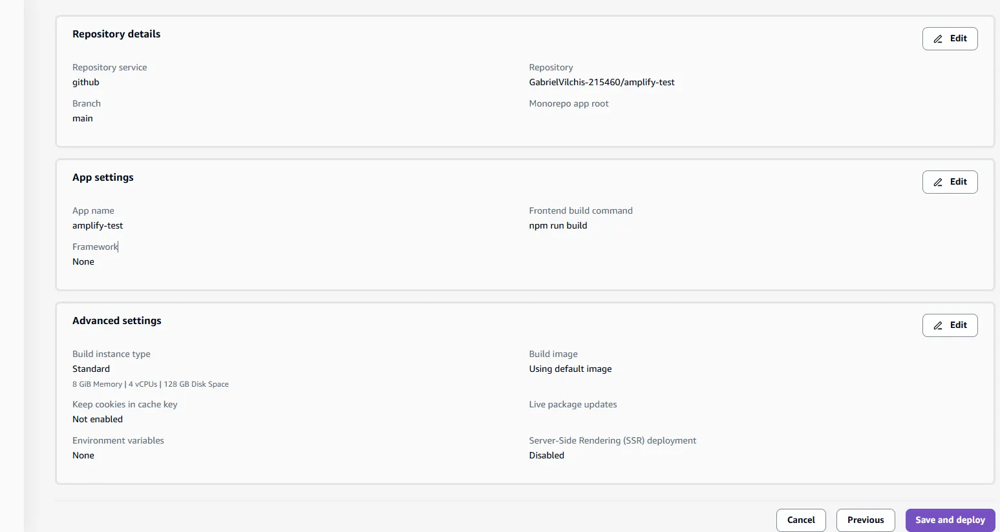 Repository details
Edit
Repository service
github
Repository
GabrielVilchis-215460/amplify-test
Branch
main
Monorepo app root
App settings
Edit
App name
amplify-test
Frontend build command
npm run build
Framework
None
Advanced settings
Edit
Build instance type
Standard
8 GiB Memory | 4 vCPUs | 128 GB Disk Space
Build image
Using default image
Keep cookies in cache key
Not enabled
Live package updates
Environment variables
None
Server-Side Rendering (SSR) deployment
Disabled
Cancel
Previous
Save and deploy